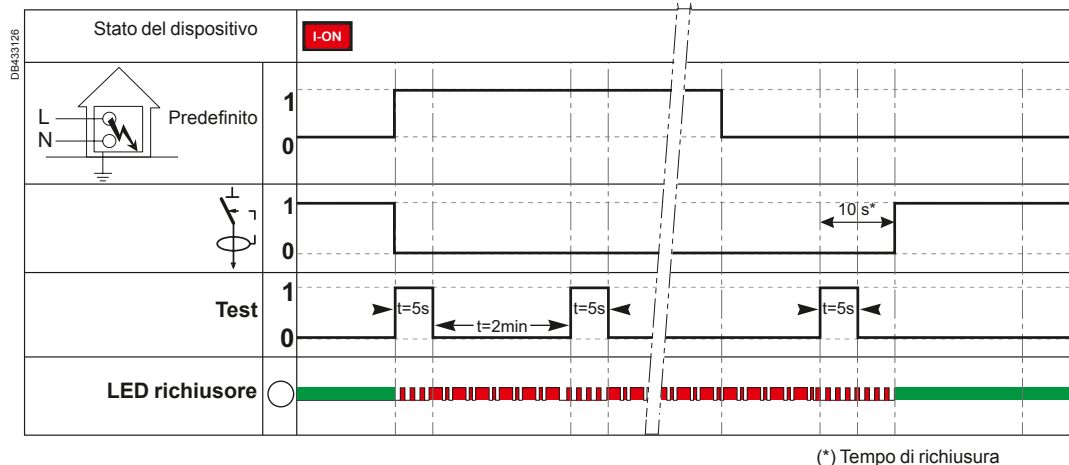 DB433126
Stato del dispositivo
I-ON
L
N
Predefinito
1
0
1
0
10 s*
Test
1
0
t=5s
t=2min
t=5s
t=5s
LED richiusore
(*) Tempo di richiusura